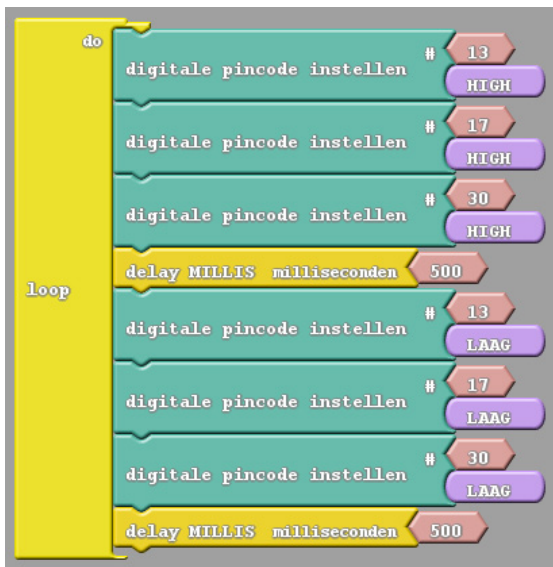 do
digitale pincode instellen # 13
HIGH
digitale pincode instellen # 17
HIGH
digitale pincode instellen # 30
HIGH
delay MILLIS milliseconden 500
loop
digitale pincode instellen # 13
LAAG
digitale pincode instellen # 17
LAAG
digitale pincode instellen # 30
LAAG
delay MILLIS milliseconden 500